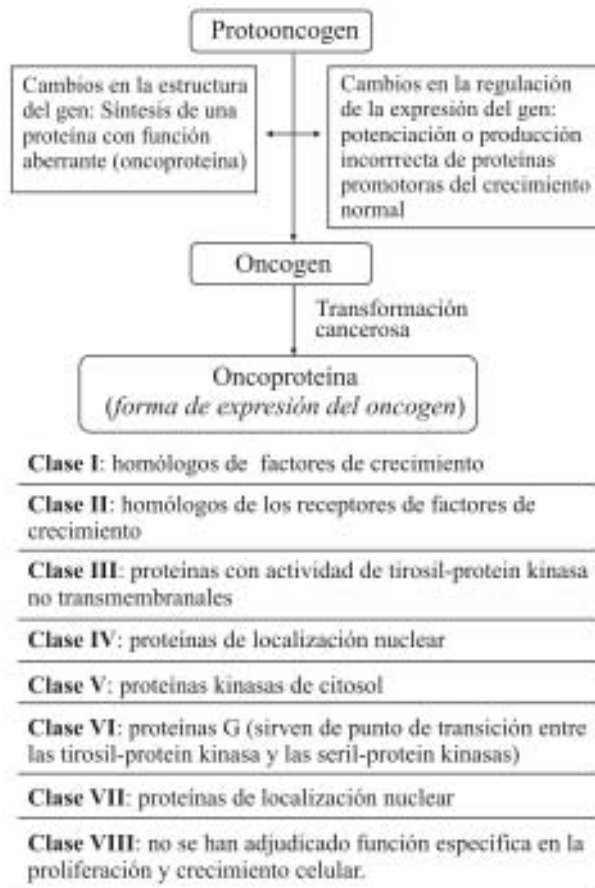 Protooncogen
Cambios en la estructura
del gen: Síntesis de una
proteína con función
aberrante (oncoproteína)
Cambios en la regulación
de la expresión del gen:
potenciación o producción
incorrrecta de proteínas
promotoras del crecimiento
normal
Oncogen
Transformación
cancerosa
Oncoproteína
(forma de expresión del oncogen)
Clase I: homólogos de factores de crecimiento
Clase II: homólogos de los receptores de factores de
crecimiento
Clase III: proteínas con actividad de tirosil-protein kinasa
no transmembranales
Clase IV: proteínas de localización nuclear
Clase V: proteínas kinasas de citosol
Clase VI: proteínas G (sirven de punto de transición entre
las tirosil-protein kinasa y las seril-protein kinasas)
Clase VII: proteínas de localización nuclear
Clase VIII: no se han adjudicado función específica en la
proliferación y crecimiento celular.